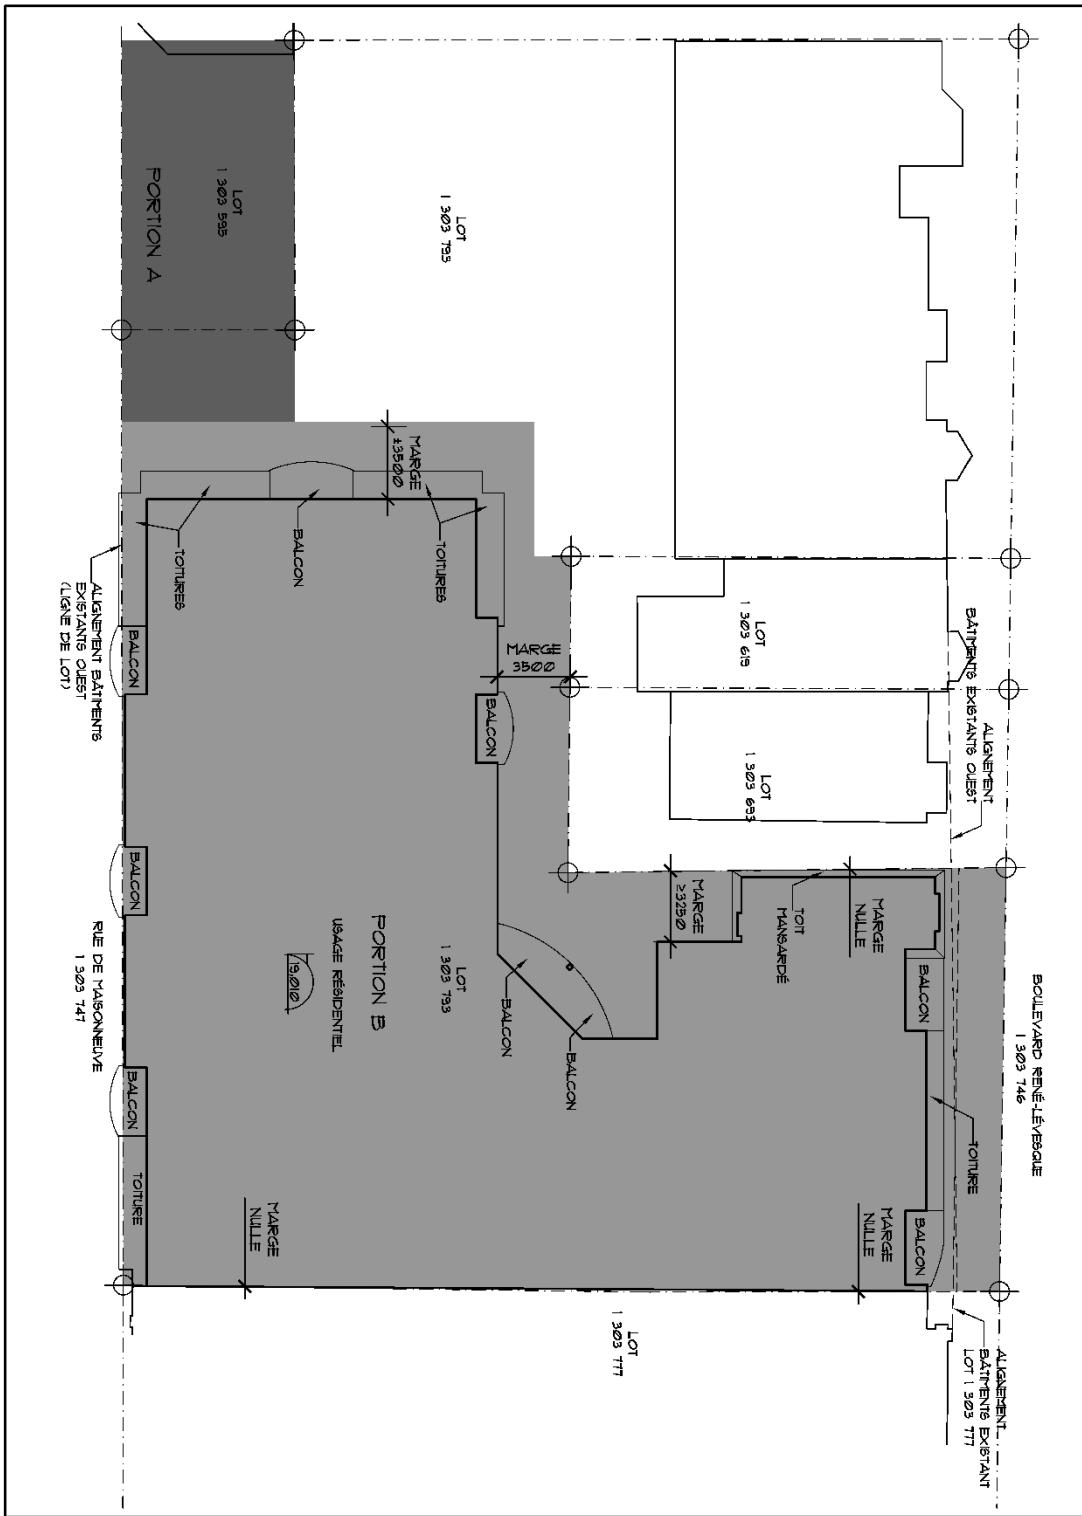 LOT
1 303 595
PORTION A
LOT
1 303 793
MARGE
±3500
TOITURES
BALCON
TOITURES
ALIGNEMENT BÂTIMENTS
EXISTANTS OUEST
(LIGNE DE LOT)
BALCON
MARGE
3500
BALCON
LOT
1 303 619
BÂTIMENTS EXISTANTS OUEST
ALIGNEMENT
LOT
1 303 693
BALCON
RUE DE MAISONNEUVE
1 303 747
PORTION B
USAGE RÉSIDENTIEL
19,010
LOT
1 303 793
MARGE
≥3250
TOIT
MANSARDÉ
MARGE
NULLE
BALCON
BALCON
BALCON
BOULEVARD RENÉ-LÉVESQUE
1 303 746
TOITURE
BALCON
TOITURE
MARGE
NULLE
MARGE
NULLE
BALCON
LOT
1 303 777
ALIGNEMENT
BÂTIMENTS EXISTANT
LOT 1 303 777